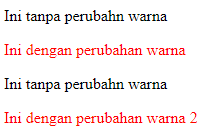 Ini tanpa perubahn warna
Ini dengan perubahan warna
Ini tanpa perubahn warna
Ini dengan perubahan warna 2